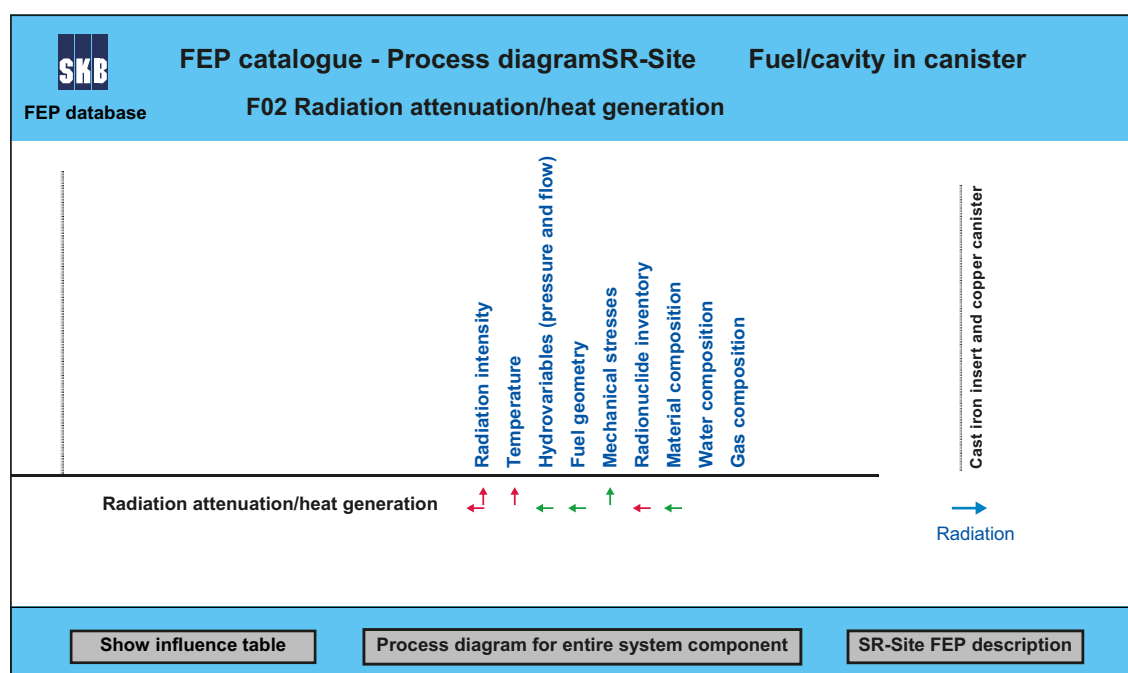 SKB
FEP database
FEP catalogue - Process diagramSR-Site Fuel/cavity in canister
F02 Radiation attenuation/heat generation
Radiation intensity
Temperature
Hydrovariables (pressure and flow)
Fuel geometry
Mechanical stresses
Radionuclide inventory
Material composition
Water composition
Gas composition
Cast iron insert and copper canister
Radiation attenuation/heat generation
Radiation
Show influence table
Process diagram for entire system component
SR-Site FEP description